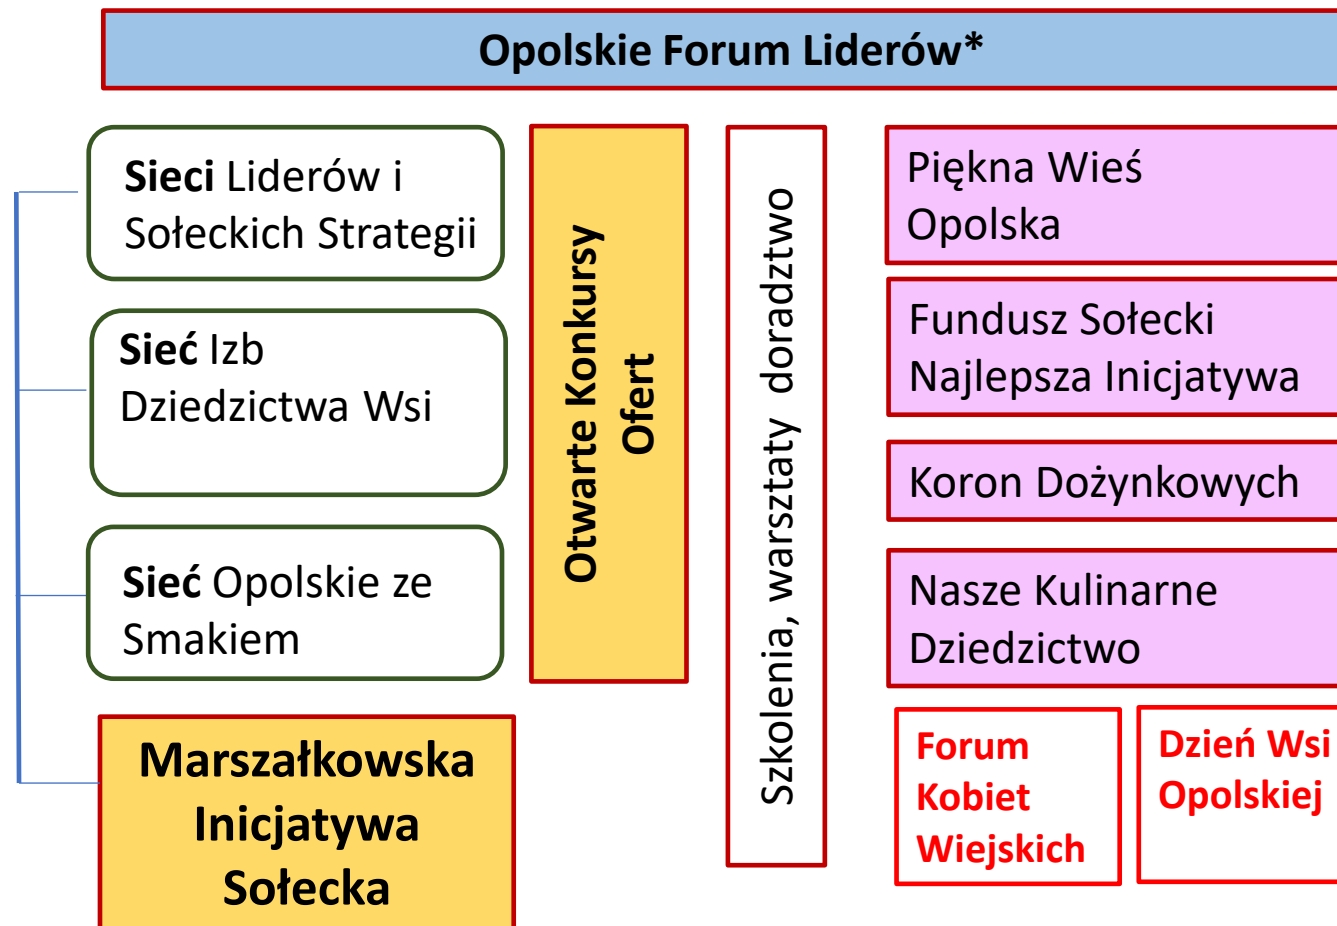 Opolskie Forum Liderów*
Sieci Liderów i
Sołeckich Strategii
Sieć Izb
Dziedzictwa Wsi
Sieć Opolskie ze
Smakiem
Marszałkowska
Inicjatywa
Sołecka
Otwarte Konkursy
Ofert
Szkolenia, warsztaty doradztwo
Piękna Wieś
Opolska
Fundusz Sołecki
Najlepsza Inicjatywa
Koron Dożynkowych
Nasze Kulinarne
Dziedzictwo
Forum
Kobiet
Wiejskich
Dzień Wsi
Opolskiej